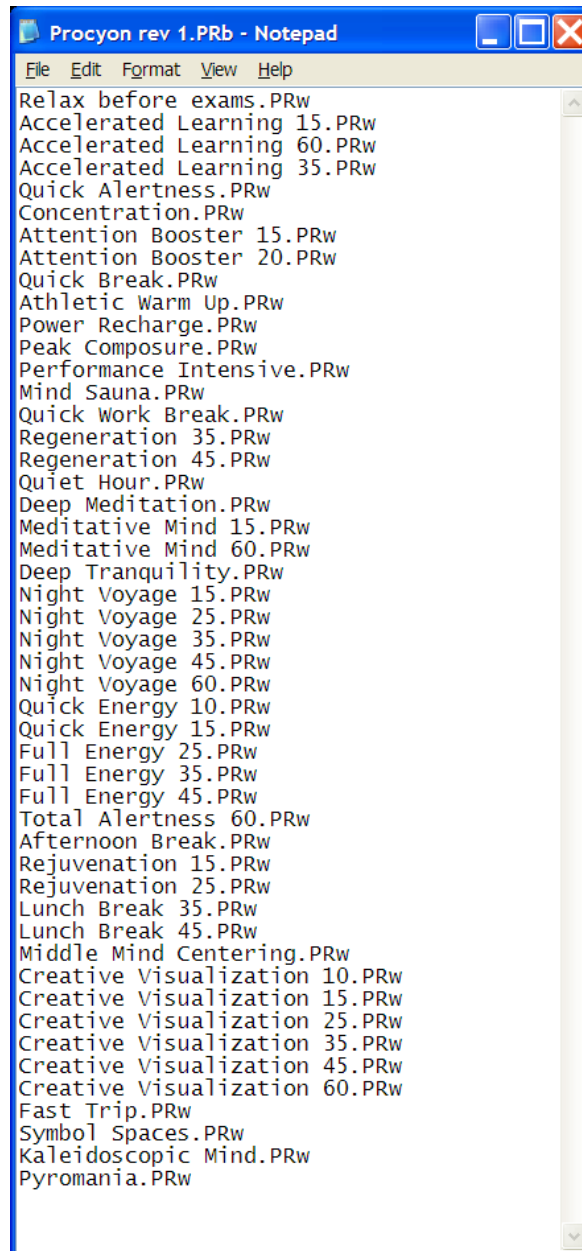 Procyon rev 1.PRb - Notepad
File Edit Format View Help
Relax before exams.PRw
Accelerated Learning 15.PRw
Accelerated Learning 60.PRw
Accelerated Learning 35.PRw
Quick Alertness.PRw
Concentration.PRw
Attention Booster 15.PRw
Attention Booster 20.PRw
Quick Break.PRw
Athletic Warm Up.PRw
Power Recharge.PRw
Peak Composure.PRw
Performance Intensive.PRw
Mind Sauna.PRw
Quick Work Break.PRw
Regeneration 35.PRw
Regeneration 45.PRw
Quiet Hour.PRw
Deep Meditation.PRw
Meditative Mind 15.PRw
Meditative Mind 60.PRw
Deep Tranquility.PRw
Night Voyage 15.PRw
Night Voyage 25.PRw
Night Voyage 35.PRw
Night Voyage 45.PRw
Night Voyage 60.PRw
Quick Energy 10.PRw
Quick Energy 15.PRw
Full Energy 25.PRw
Full Energy 35.PRw
Full Energy 45.PRw
Total Alertness 60.PRw
Afternoon Break.PRw
Rejuvenation 15.PRw
Rejuvenation 25.PRw
Lunch Break 35.PRw
Lunch Break 45.PRw
Middle Mind Centering.PRw
Creative Visualization 10.PRw
Creative Visualization 15.PRw
Creative Visualization 25.PRw
Creative Visualization 35.PRw
Creative Visualization 45.PRw
Creative Visualization 60.PRw
Fast Trip.PRw
Symbol Spaces.PRw
Kaleidoscopic Mind.PRw
Pyromania.PRw